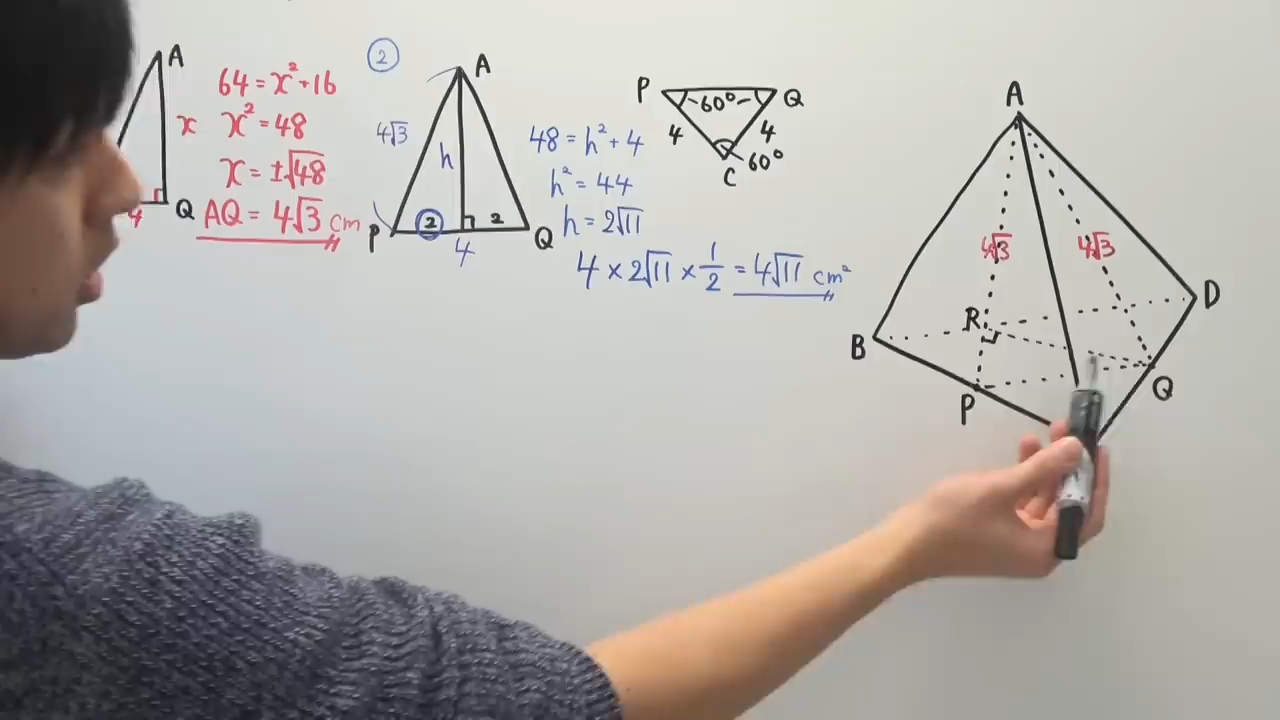 A
64 = x² + 16
x
x² = 48
x = ±√48
4
Q
AQ = 4√3 cm
②
A
4√3
h
P
②
2
Q
4
48 = h² + 4
h² = 44
h = 2√11
4 × 2√11 × 1/2 = 4√11 cm²
P
60°
Q
4
4
C
60°
A
4√3
4√3
D
R
B
P
Q